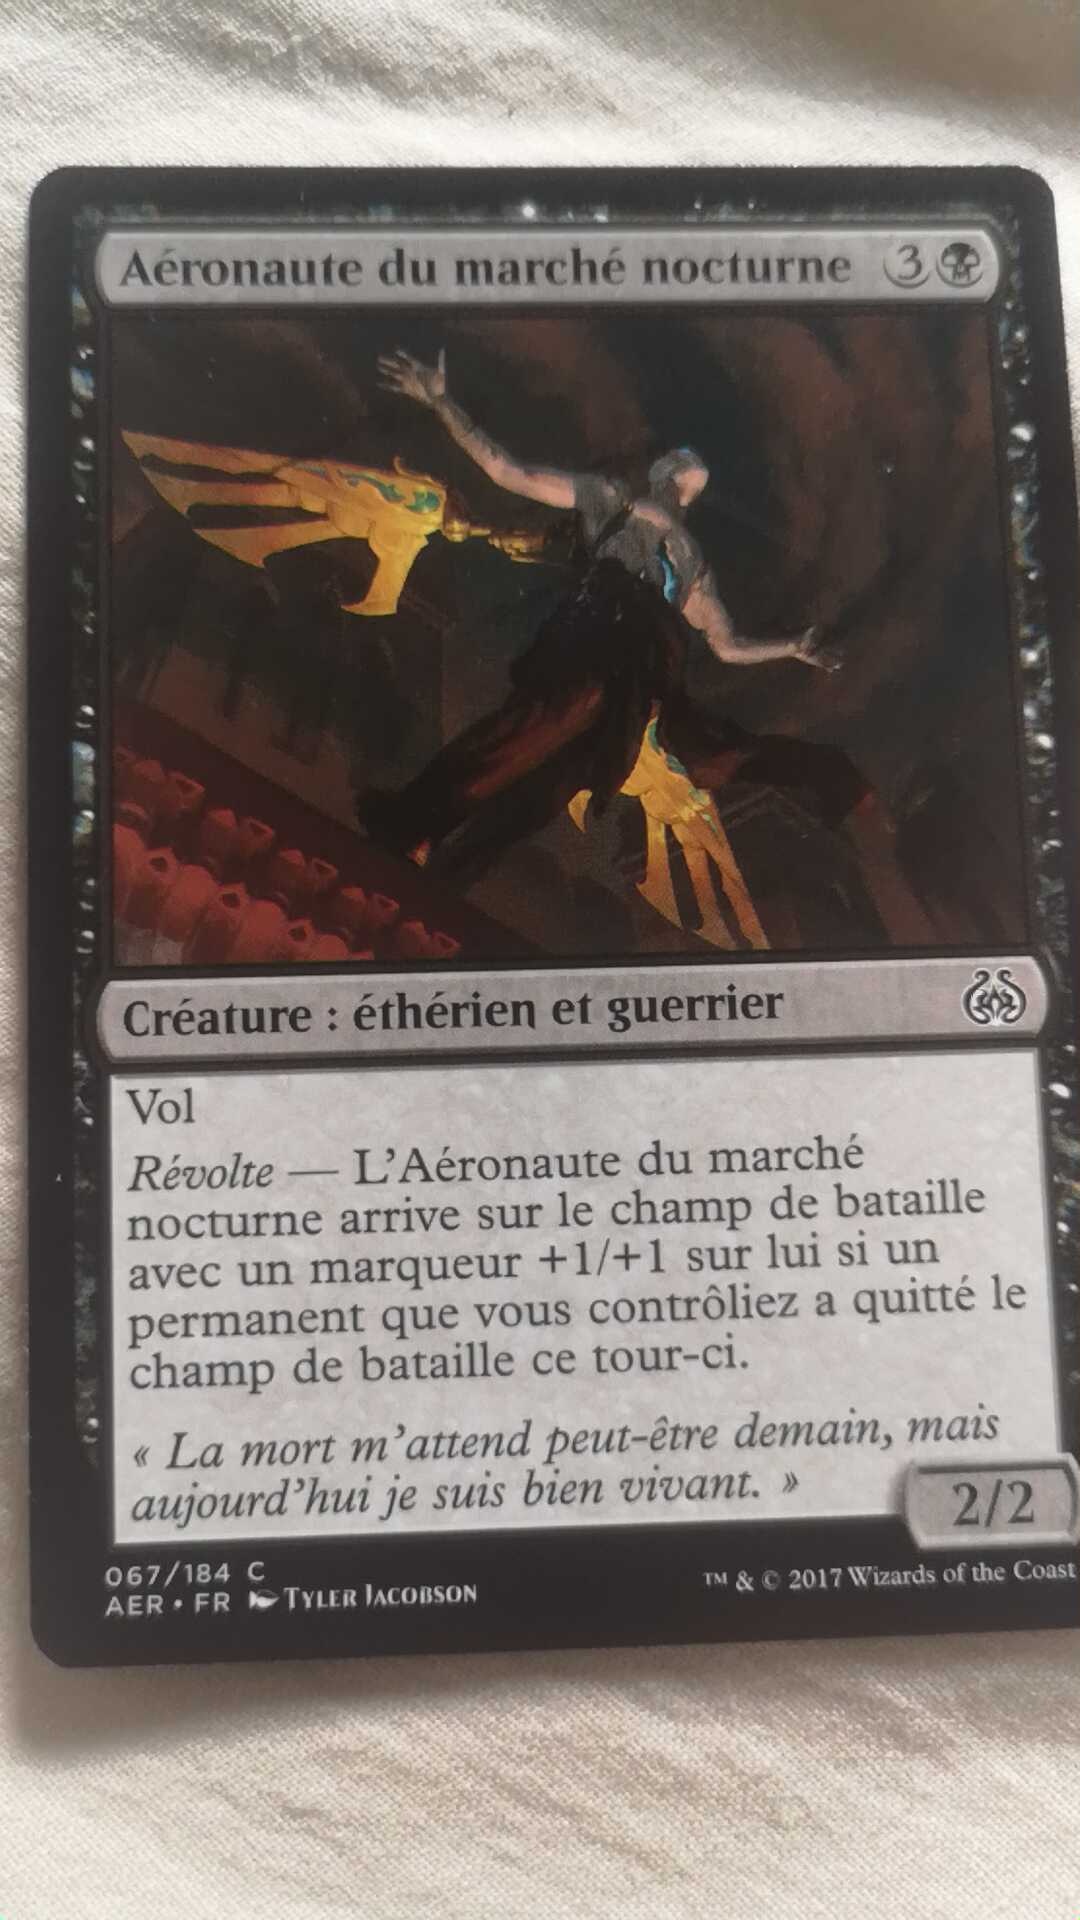 Aéronaute du marché nocturne 3
Créature : éthérien et guerrier
Vol
Révolte — L'Aéronaute du marché
nocturne arrive sur le champ de bataille
avec un marqueur +1/+1 sur lui si un
permanent que vous contrôliez a quitté le
champ de bataille ce tour-ci.
« La mort m'attend peut-être demain, mais
aujourd'hui je suis bien vivant. »
2/2
067/184 C
AER • FR Tyler Jacobson
™ & © 2017 Wizards of the Coast